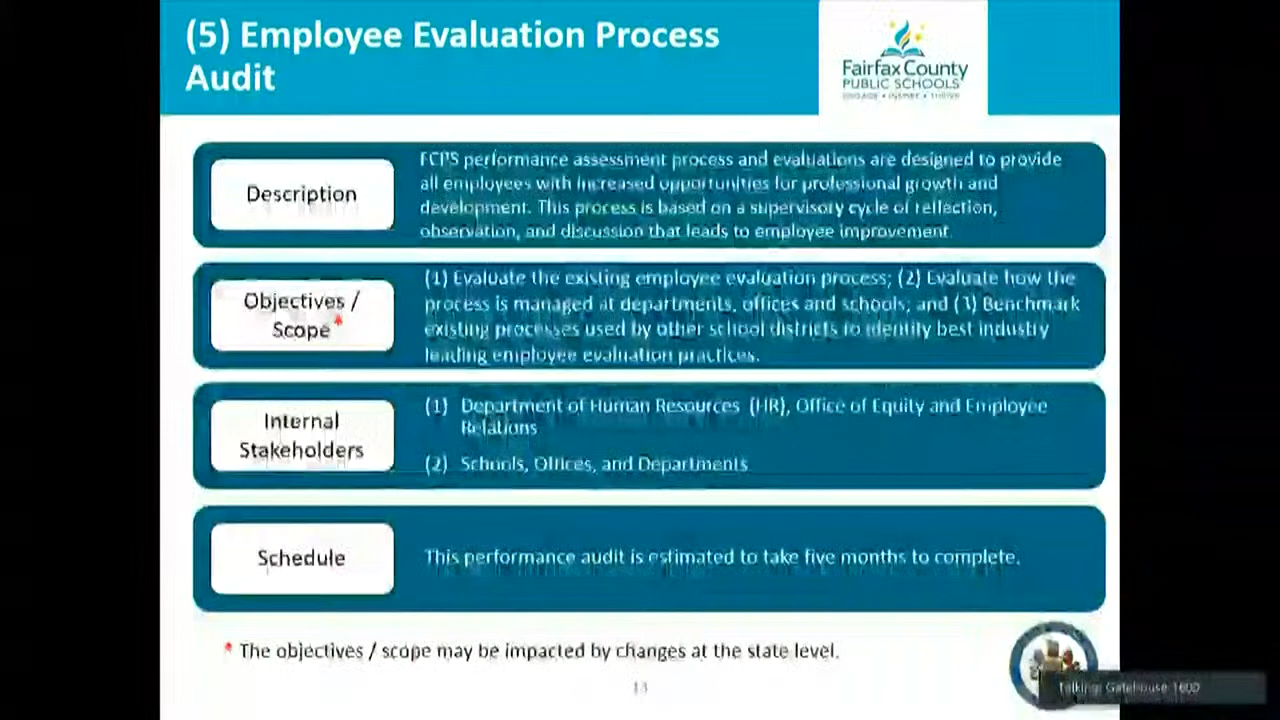 (5) Employee Evaluation Process
Audit
Fairfax County
PUBLIC SCHOOLS
ENGAGE • INSPIRE • THRIVE
Description
FCPS performance assessment process and evaluations are designed to provide
all employees with increased opportunities for professional growth and
development. This process is based on a supervisory cycle of reflection,
observation, and discussion that leads to employee improvement.
Objectives /
Scope *
(1) Evaluate the existing employee evaluation process; (2) Evaluate how the
process is managed at departments, offices and schools; and (3) Benchmark
existing processes used by other school districts to identify best industry
leading employee evaluation practices.
Internal
Stakeholders
(1) Department of Human Resources (HR), Office of Equity and Employee
Relations
(2) Schools, Offices, and Departments
Schedule
This performance audit is estimated to take five months to complete.
* The objectives / scope may be impacted by changes at the state level.
13
Talking: Gatehouse 1600